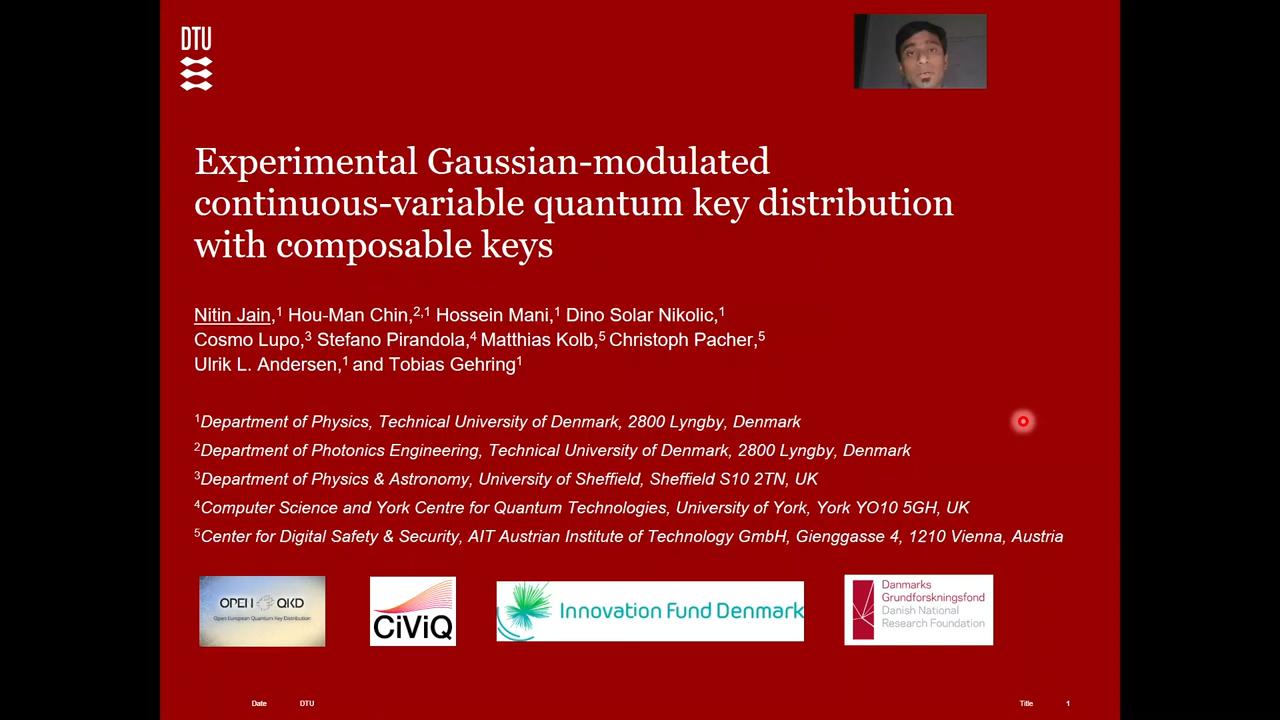 DTU
Experimental Gaussian-modulated
continuous-variable quantum key distribution
with composable keys
Nitin Jain,¹ Hou-Man Chin,²,¹ Hossein Mani,¹ Dino Solar Nikolic,¹
Cosmo Lupo,³ Stefano Pirandola,⁴ Matthias Kolb,⁵ Christoph Pacher,⁵
Ulrik L. Andersen,¹ and Tobias Gehring¹
¹Department of Physics, Technical University of Denmark, 2800 Lyngby, Denmark
²Department of Photonics Engineering, Technical University of Denmark, 2800 Lyngby, Denmark
³Department of Physics & Astronomy, University of Sheffield, Sheffield S10 2TN, UK
⁴Computer Science and York Centre for Quantum Technologies, University of York, York YO10 5GH, UK
⁵Center for Digital Safety & Security, AIT Austrian Institute of Technology GmbH, Gienggasse 4, 1210 Vienna, Austria
OPEN QKD
Open European Quantum Key Distribution
CiViQ
Innovation Fund Denmark
Danmarks
Grundforskningsfond
Danish National
Research Foundation
Date DTU Title 1